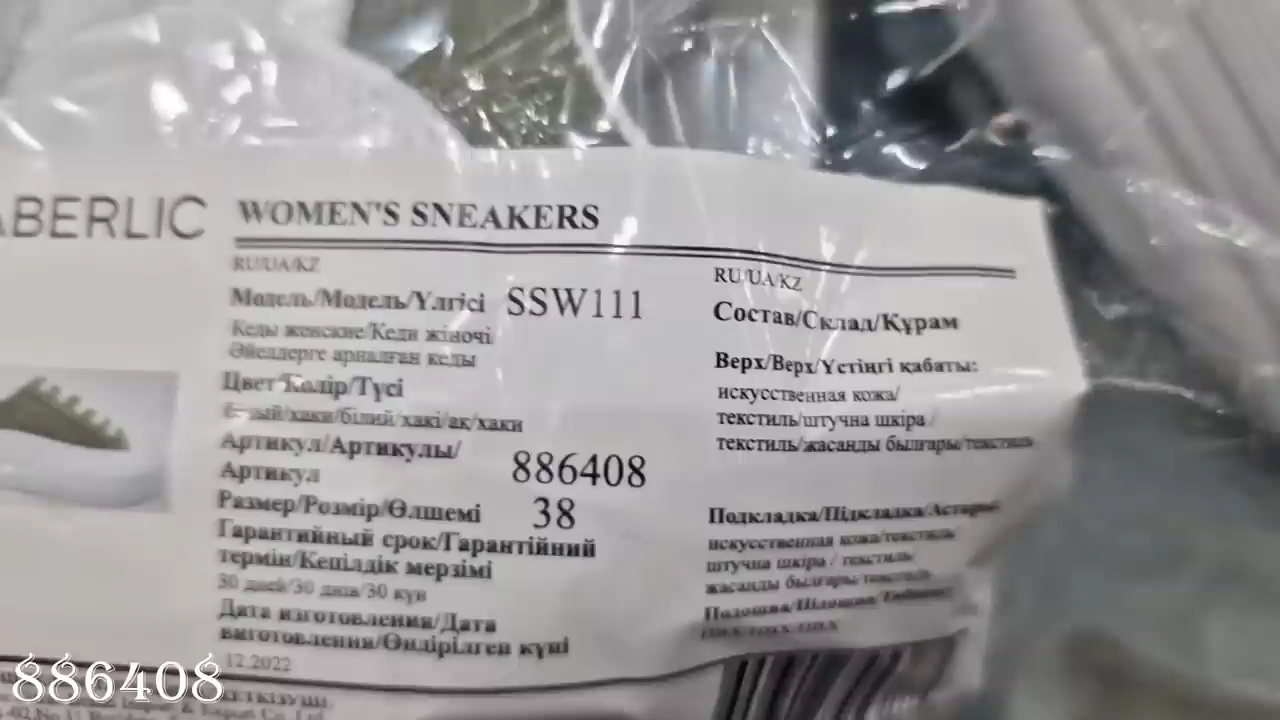 ABERLIC
WOMEN'S SNEAKERS
RU/UA/KZ
Модель/Модель/Үлгісі SSW111
Кеды женские/Кеди жіночі
Әйелдерге арналған кеды
Цвет/Колір/Түсі
белый/хаки/білий/хакі/ақ/хаки
Артикул/Артикулы/
Артикул 886408
Размер/Розмір/Өлшемі 38
Гарантийный срок/Гарантійний
термін/Кепілдік мерзімі
30 дней/30 днів/30 күн
Дата изготовления/Дата
виготовлення/Өндірілген күні
12.2022
RU/UA/KZ
Состав/Склад/Құрам
Верх/Верх/Үстіңгі қабаты:
искусственная кожа/
текстиль/штучна шкіра /
текстиль/жасанды былғары/текстиль
Подкладка/Підкладка/Астары
искусственная кожа/текстиль
штучна шкіра / текстиль
жасанды былғары/текстиль
886408